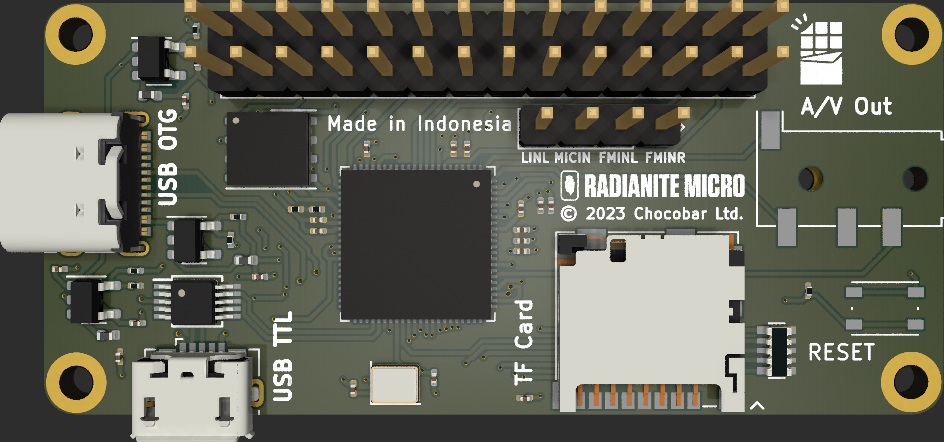 A/V Out
Made in Indonesia
LINL MICIN FMINL FMINR
USB OTG
RADIANITE MICRO
© 2023 Chocobar Ltd.
USB TTL
TF Card
RESET